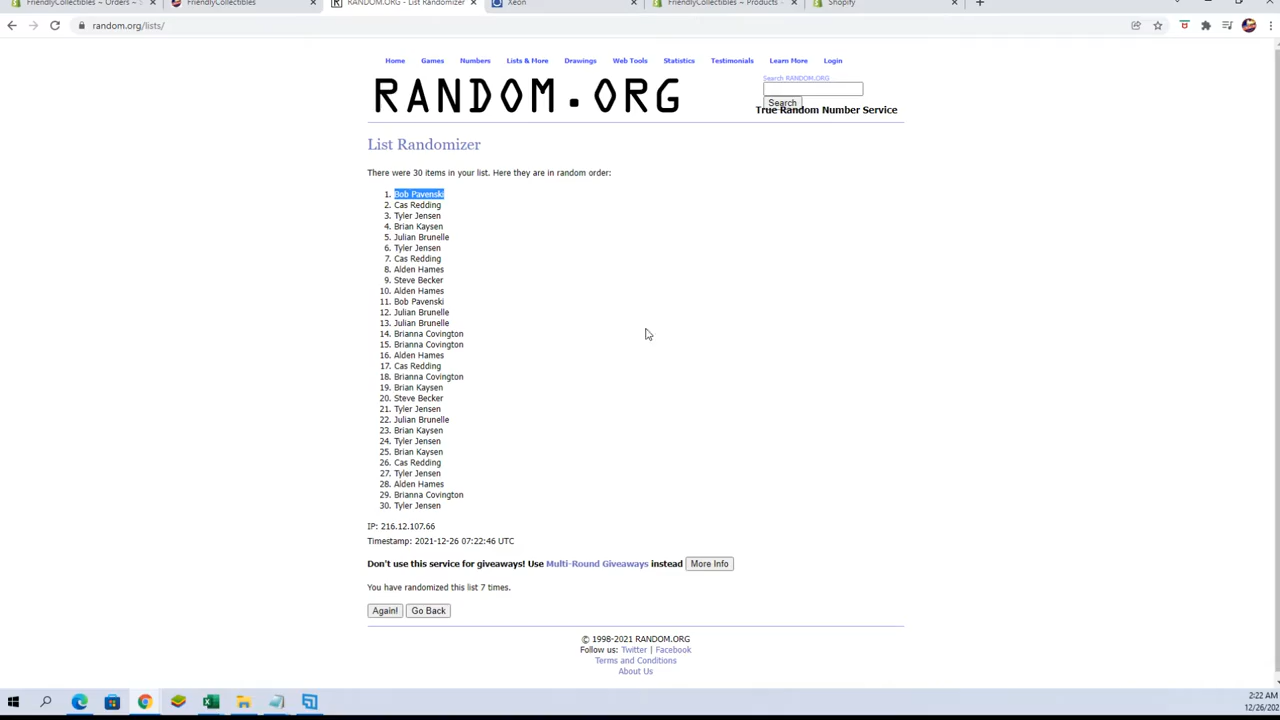 FriendlyCollectibles ~ Orders ~
FriendlyCollectibles
RANDOM.ORG - List Randomizer
Xeon
FriendlyCollectibles ~ Products ~
Shopify
random.org/lists/
Home Games Numbers Lists & More Drawings Web Tools Statistics Testimonials Learn More Login
Search RANDOM.ORG
RANDOM.ORG
Search
True Random Number Service
List Randomizer
There were 30 items in your list. Here they are in random order:
1. Bob Pavenski
2. Cas Redding
3. Tyler Jensen
4. Brian Kaysen
5. Julian Brunelle
6. Tyler Jensen
7. Cas Redding
8. Alden Hames
9. Steve Becker
10. Alden Hames
11. Bob Pavenski
12. Julian Brunelle
13. Julian Brunelle
14. Brianna Covington
15. Brianna Covington
16. Alden Hames
17. Cas Redding
18. Brianna Covington
19. Brian Kaysen
20. Steve Becker
21. Tyler Jensen
22. Julian Brunelle
23. Brian Kaysen
24. Tyler Jensen
25. Brian Kaysen
26. Cas Redding
27. Tyler Jensen
28. Alden Hames
29. Brianna Covington
30. Tyler Jensen
IP: 216.12.107.66
Timestamp: 2021-12-26 07:22:46 UTC
Don't use this service for giveaways! Use Multi-Round Giveaways instead More Info
You have randomized this list 7 times.
Again! Go Back
© 1998-2021 RANDOM.ORG
Follow us: Twitter | Facebook
Terms and Conditions
About Us
2:22 AM
12/26/202